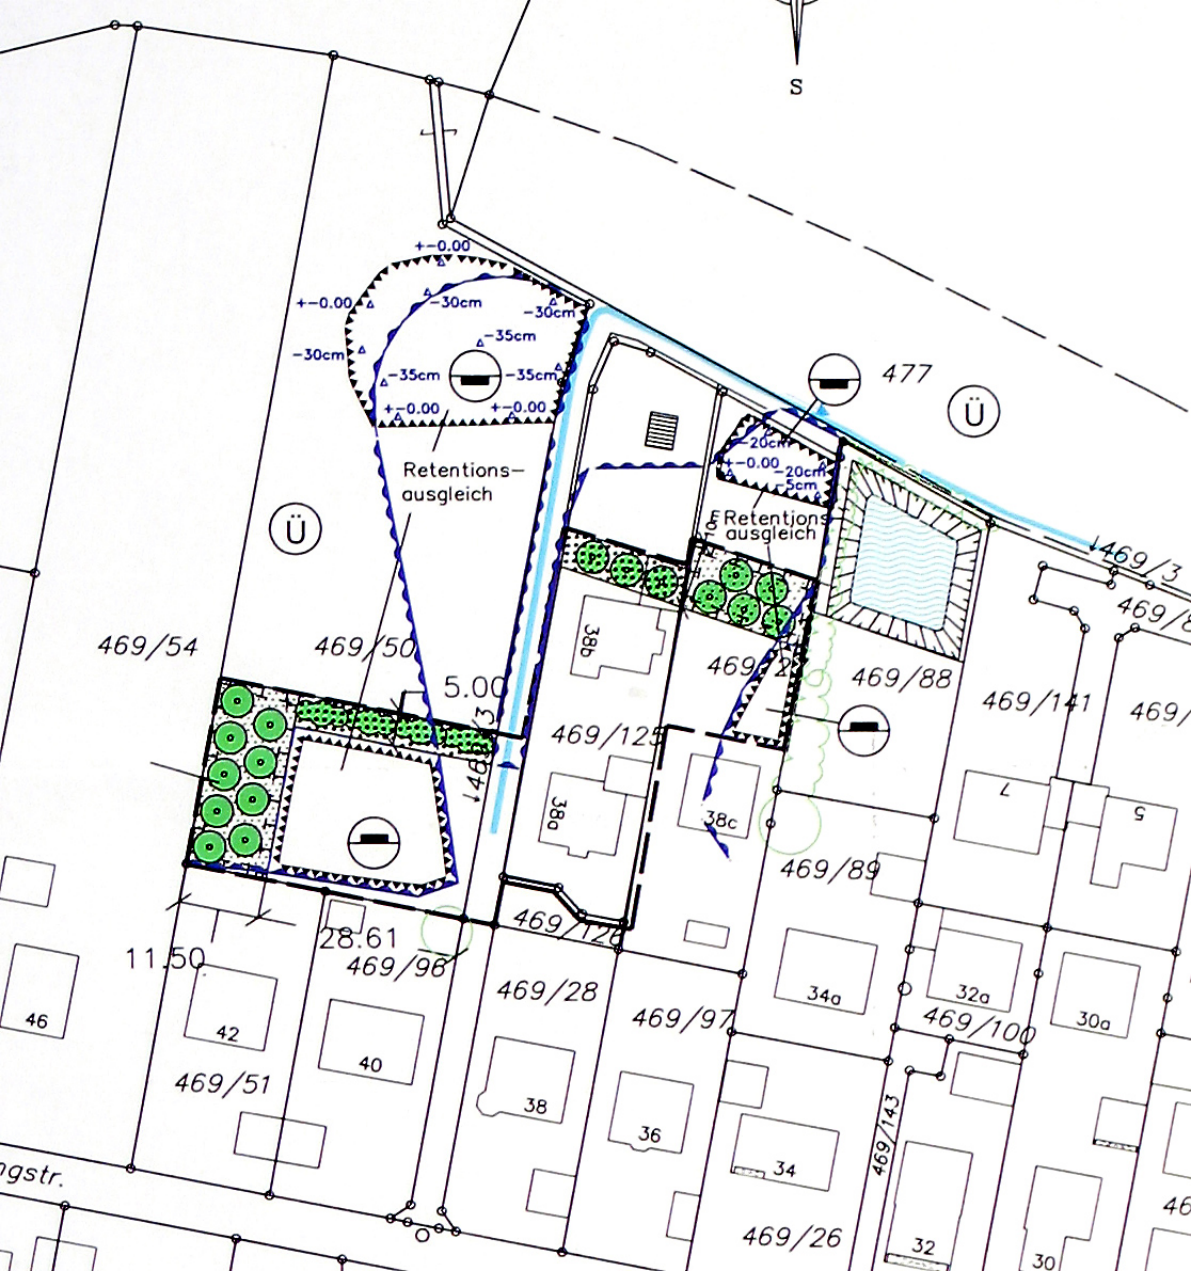 S
+-0.00
+-0.00
-30cm
-30cm
-35cm
-30cm
-35cm
-35cm
+-0.00
+-0.00
477
Ü
Retentions-
ausgleich
-20cm
+-0.00
-20cm
-5cm
Retentions
ausgleich
Ü
469/3
469/54
469/50
38b
469/88
469/141
469/
5.00
469/125
38a
38c
7
5
469/89
469/126
28.61
11.50
469/96
469/28
469/97
34a
32a
469/100
30a
46
42
40
469/51
38
36
34
469/143
469/26
32
30
46
ngstr.